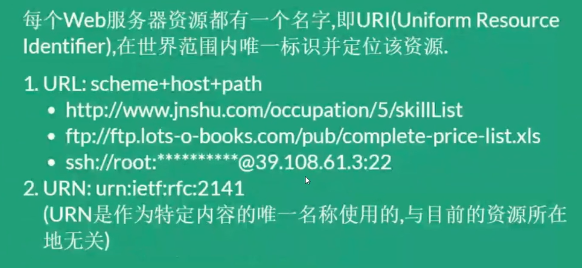 每个Web服务器资源都有一个名字,即URI(Uniform Resource
Identifier),在世界范围内唯一标识并定位该资源.
1. URL: scheme+host+path
• http://www.jnshu.com/occupation/5/skillList
• ftp://ftp.lots-o-books.com/pub/complete-price-list.xls
• ssh://root:**********@39.108.61.3:22
2. URN: urn:ietf:rfc:2141
(URN是作为特定内容的唯一名称使用的,与目前的资源所在
地无关)